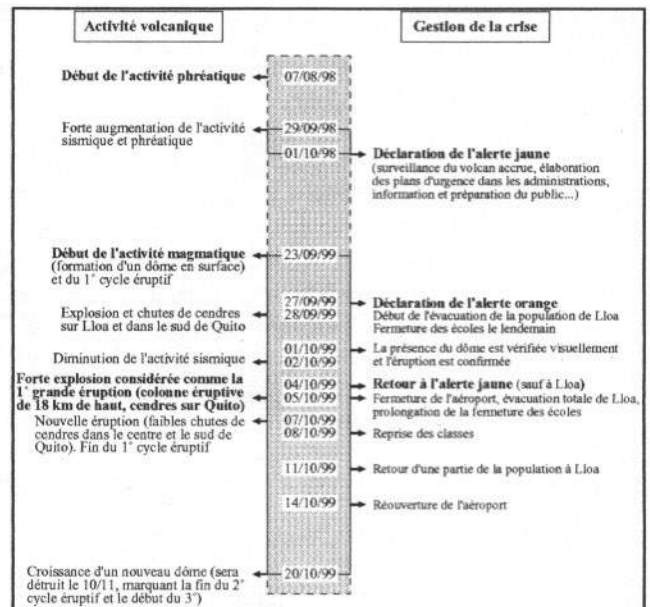 Activité volcanique
Gestion de la crise
Début de l'activité phréatique
07/08/98
Forte augmentation de l'activité
sismique et phréatique
29/09/98
01/10/98
Déclaration de l'alerte jaune
(surveillance du volcan accrue, élaboration
des plans d'urgence dans les administrations,
information et préparation du public...)
Début de l'activité magmatique
(formation d'un dôme en surface)
et du 1° cycle éruptif
23/09/99
27/09/99
Déclaration de l'alerte orange
Début de l'évacuation de la population de Lloa
Fermeture des écoles le lendemain
Explosion et chutes de cendres
sur Lloa et dans le sud de Quito
28/09/99
01/10/99
La présence du dôme est vérifiée visuellement
et l'éruption est confirmée
Diminution de l'activité sismique
02/10/99
Forte explosion considérée comme la
1° grande éruption (colonne éruptive
de 18 km de haut, cendres sur Quito)
04/10/99
Retour à l'alerte jaune (sauf à Lloa)
05/10/99
Fermeture de l'aéroport, évacuation totale de Lloa,
prolongation de la fermeture des écoles
Nouvelle éruption (faibles chutes de
cendres dans le centre et le sud de
Quito). Fin du 1° cycle éruptif
07/10/99
08/10/99
Reprise des classes
11/10/99
Retour d'une partie de la population à Lloa
14/10/99
Réouverture de l'aéroport
Croissance d'un nouveau dôme (sera
détruit le 10/11, marquant la fin du 2°
cycle éruptif et le début du 3°)
20/10/99